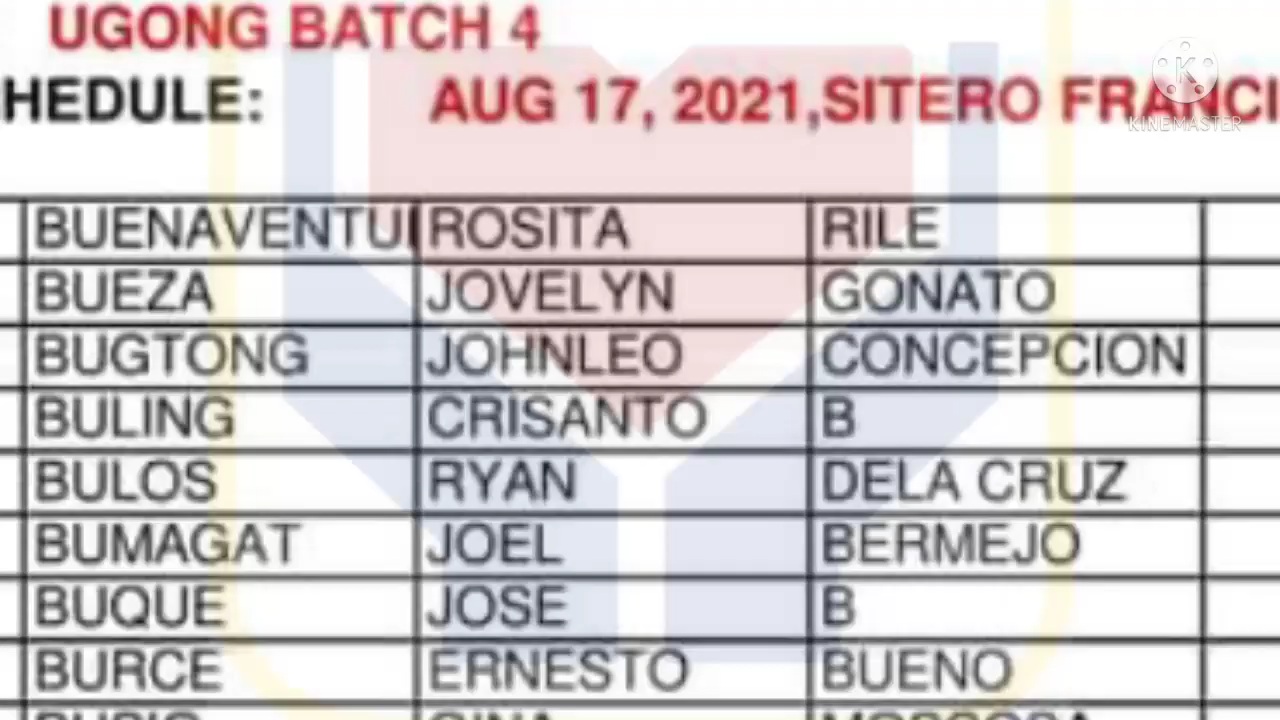 UGONG BATCH 4
HEDULE: AUG 17, 2021,SITERO FRANCI
KINEMASTER
BUENAVENTU ROSITA RILE
BUEZA JOVELYN GONATO
BUGTONG JOHNLEO CONCEPCION
BULING CRISANTO B
BULOS RYAN DELA CRUZ
BUMAGAT JOEL BERMEJO
BUQUE JOSE B
BURCE ERNESTO BUENO
GINA